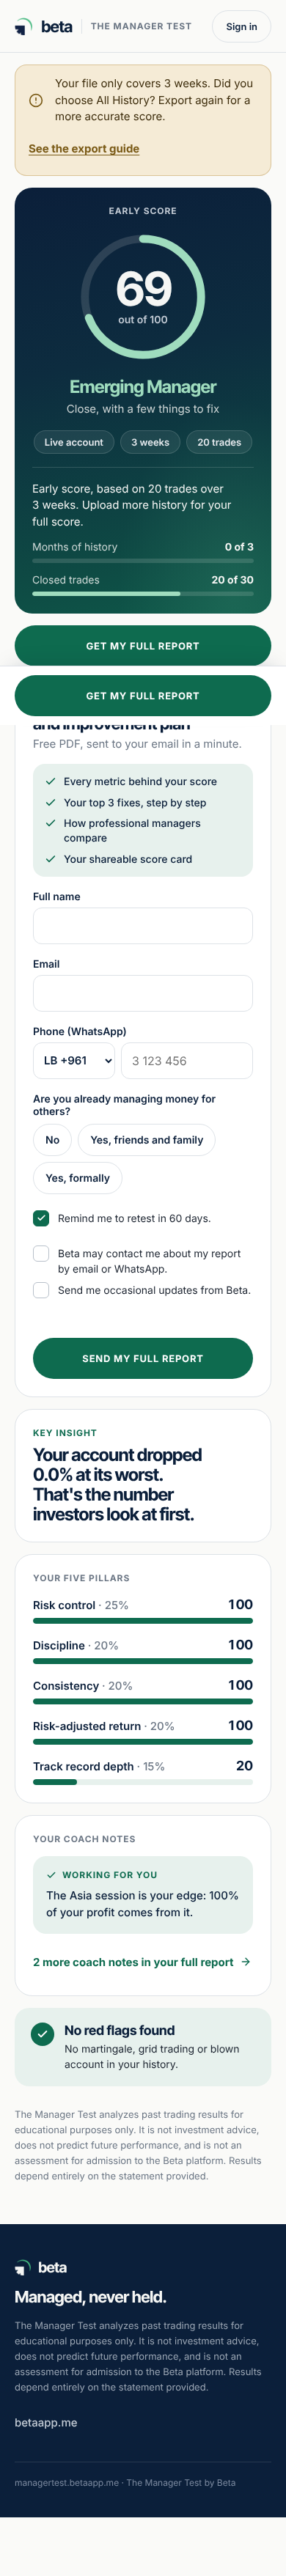 beta
THE MANAGER TEST
Sign in
Your file only covers 3 weeks. Did you
choose All History? Export again for a
more accurate score.
See the export guide
EARLY SCORE
69
out of 100
Emerging Manager
Close, with a few things to fix
Live account
3 weeks
20 trades
Early score, based on 20 trades over
3 weeks. Upload more history for your
full score.
Months of history
0 of 3
Closed trades
20 of 30
GET MY FULL REPORT
GET MY FULL REPORT
and improvement plan
Free PDF, sent to your email in a minute.
Every metric behind your score
Your top 3 fixes, step by step
How professional managers
compare
Your shareable score card
Full name
Email
Phone (WhatsApp)
LB +961
3 123 456
Are you already managing money for
others?
No
Yes, friends and family
Yes, formally
Remind me to retest in 60 days.
Beta may contact me about my report
by email or WhatsApp.
Send me occasional updates from Beta.
SEND MY FULL REPORT
KEY INSIGHT
Your account dropped
0.0% at its worst.
That's the number
investors look at first.
YOUR FIVE PILLARS
Risk control · 25%
100
Discipline · 20%
100
Consistency · 20%
100
Risk-adjusted return · 20%
100
Track record depth · 15%
20
YOUR COACH NOTES
WORKING FOR YOU
The Asia session is your edge: 100%
of your profit comes from it.
2 more coach notes in your full report
No red flags found
No martingale, grid trading or blown
account in your history.
The Manager Test analyzes past trading results for
educational purposes only. It is not investment advice,
does not predict future performance, and is not an
assessment for admission to the Beta platform. Results
depend entirely on the statement provided.
beta
Managed, never held.
The Manager Test analyzes past trading results for
educational purposes only. It is not investment advice,
does not predict future performance, and is not an
assessment for admission to the Beta platform. Results
depend entirely on the statement provided.
betaapp.me
managertest.betaapp.me · The Manager Test by Beta